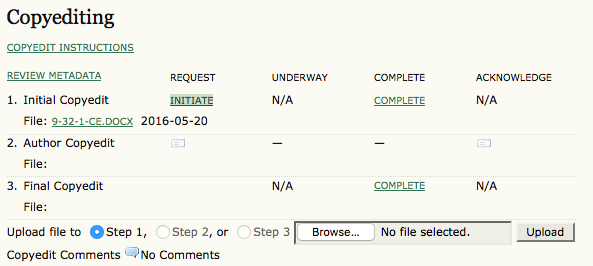 Copyediting
COPYEDIT INSTRUCTIONS
REVIEW METADATA REQUEST UNDERWAY COMPLETE ACKNOWLEDGE
1. Initial Copyedit INITIATE N/A COMPLETE N/A
File: 9-32-1-CE.DOCX 2016-05-20
2. Author Copyedit — —
File:
3. Final Copyedit N/A COMPLETE N/A
File:
Upload file to Step 1, Step 2, or Step 3 Browse... No file selected. Upload
Copyedit Comments No Comments